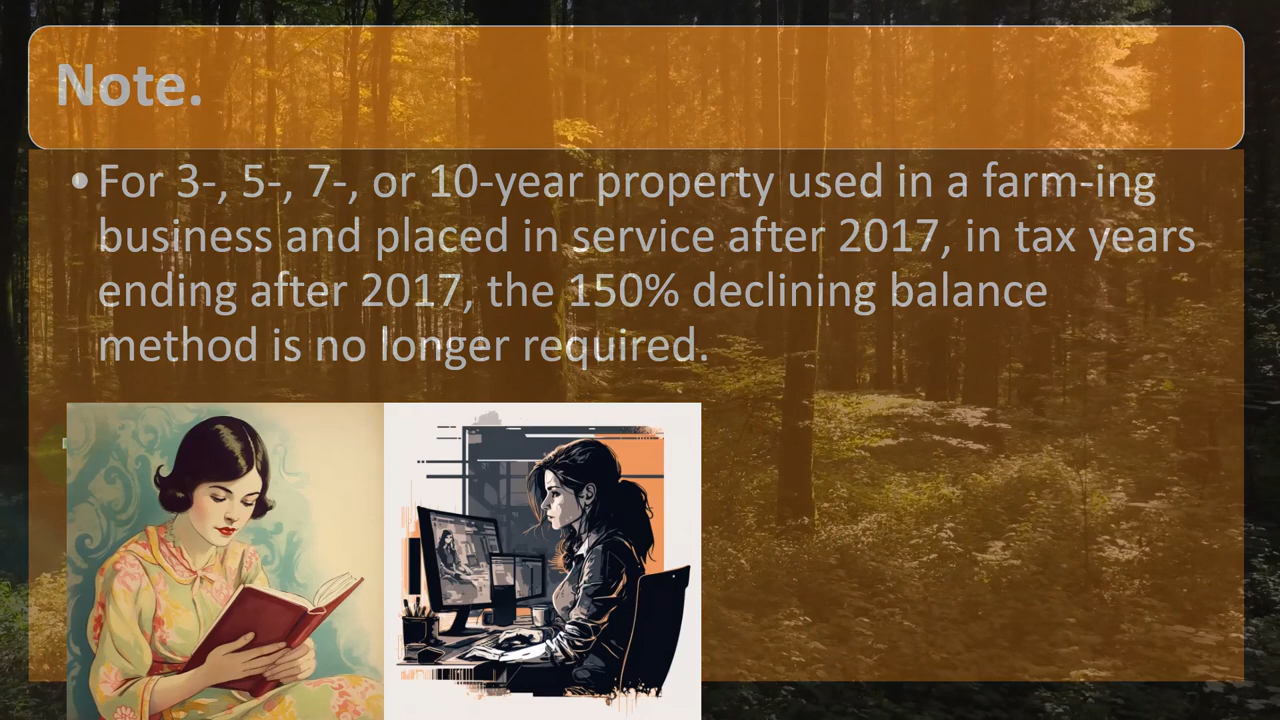 Note.
• For 3-, 5-, 7-, or 10-year property used in a farm-ing
business and placed in service after 2017, in tax years
ending after 2017, the 150% declining balance
method is no longer required.